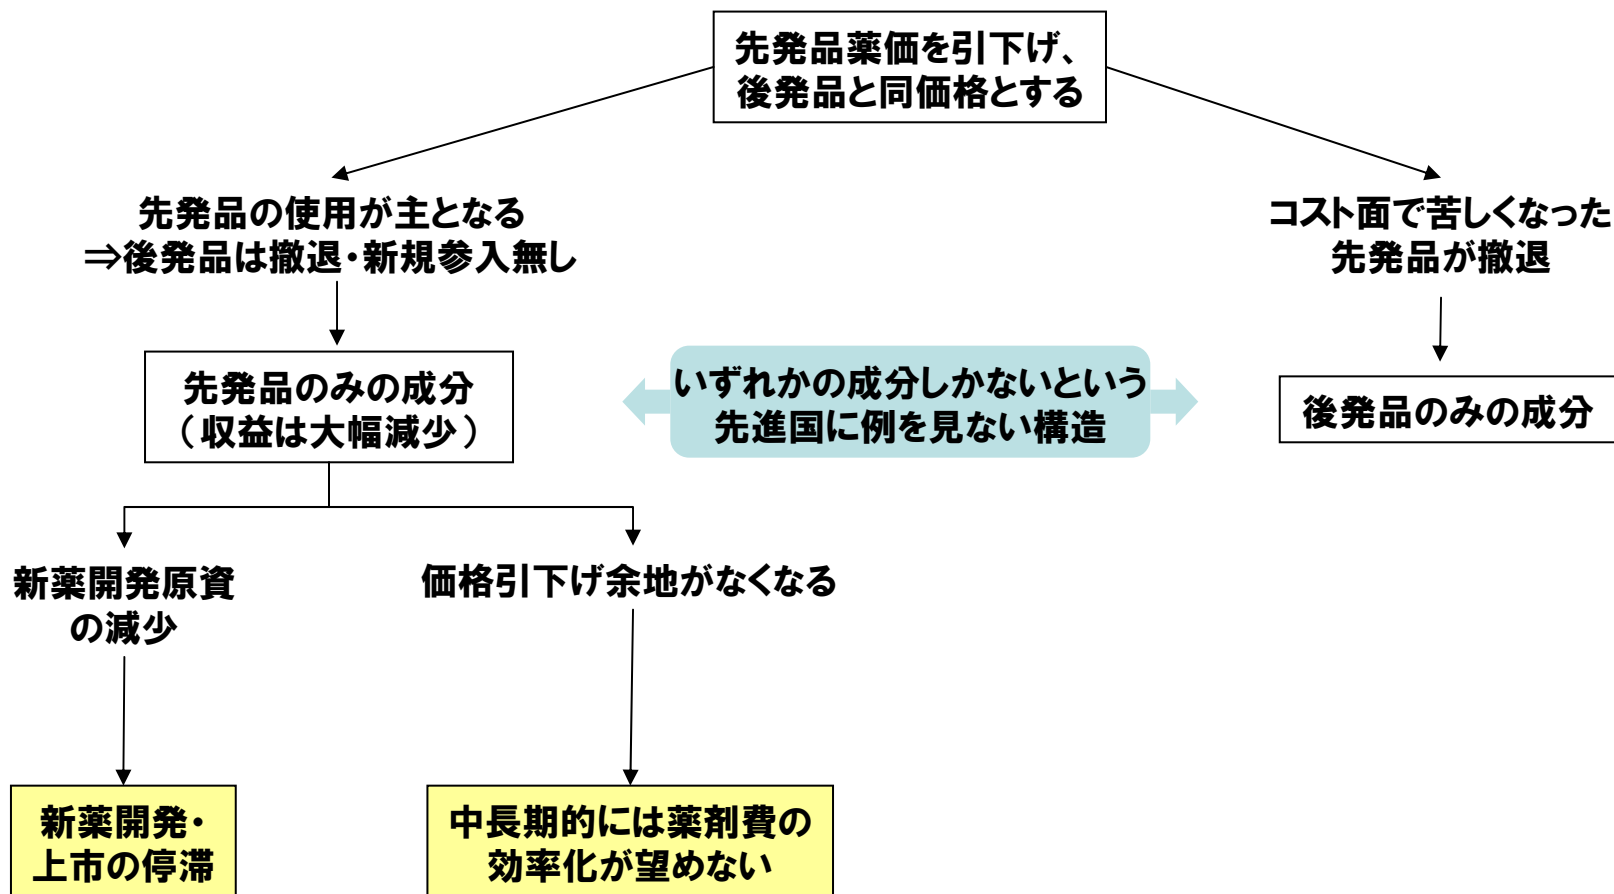 先発品薬価を引下げ、
後発品と同価格とする
先発品の使用が主となる
⇒後発品は撤退・新規参入無し
コスト面で苦しくなった
先発品が撤退
先発品のみの成分
（収益は大幅減少）
いずれかの成分しかないという
先進国に例を見ない構造
後発品のみの成分
新薬開発原資
の減少
価格引下げ余地がなくなる
新薬開発・
上市の停滞
中長期的には薬剤費の
効率化が望めない